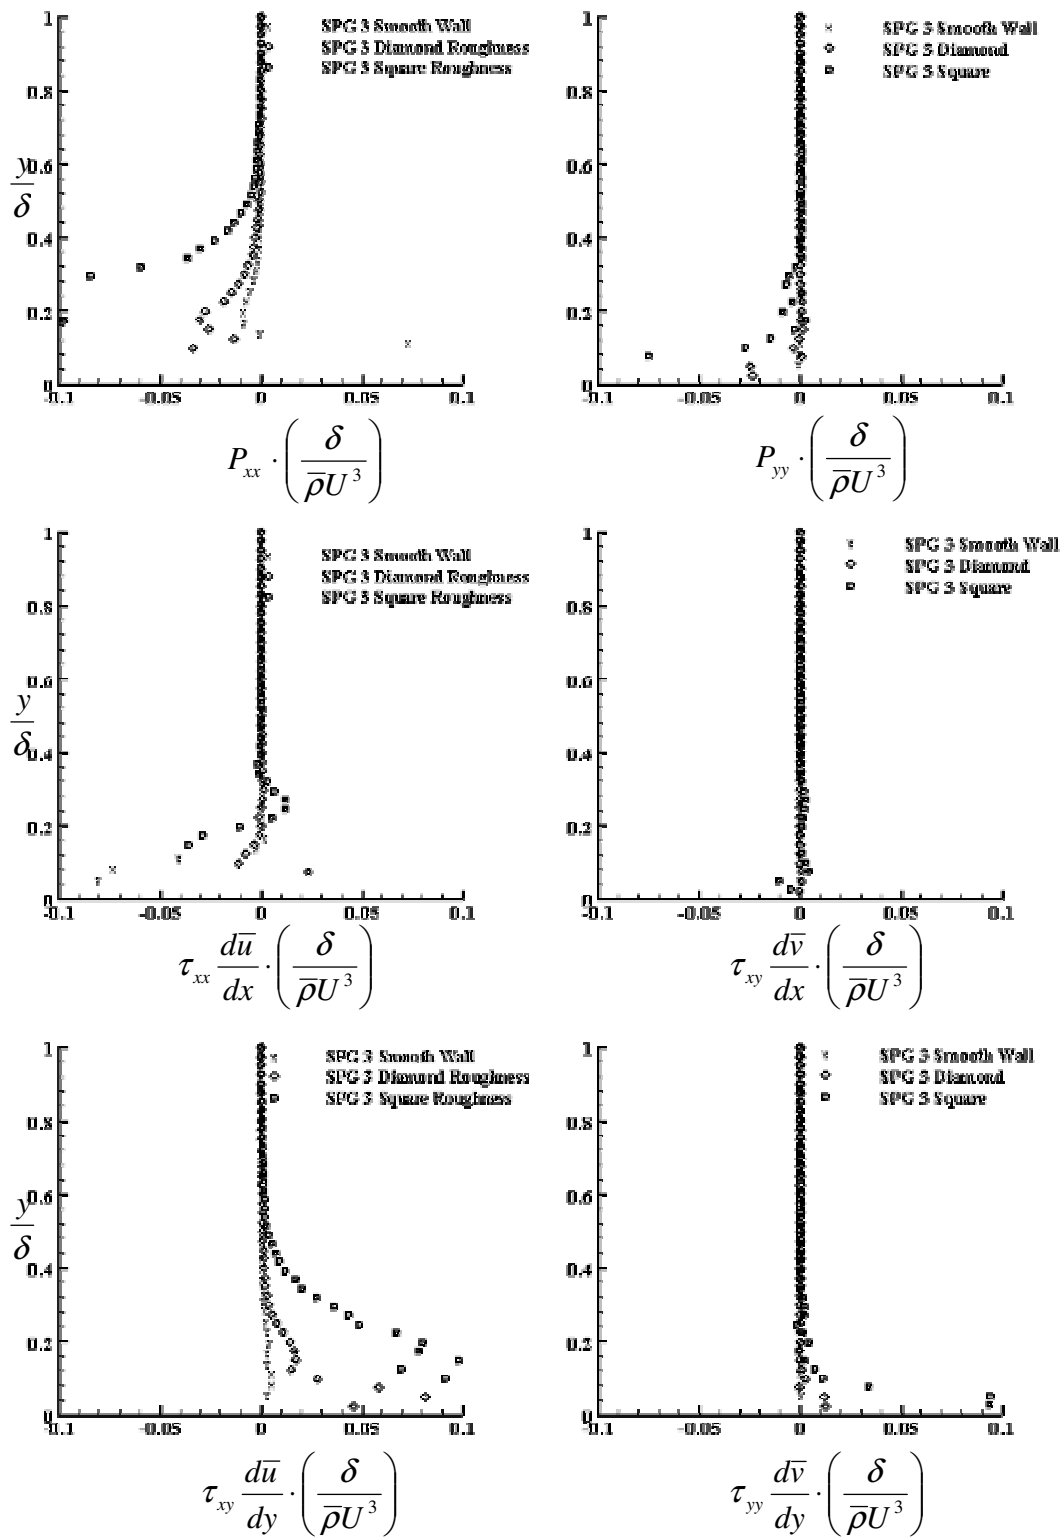 1
0.8
0.6
0.4
0.2
0
-0.1 -0.05 0 0.05 0.1
y/δ
SPG 3 Smooth Wall
SPG 3 Diamond Roughness
SPG 3 Square Roughness
P_xx · (δ / ρ̅U³)
1
0.8
0.6
0.4
0.2
0
-0.1 -0.05 0 0.05 0.1
SPG 3 Smooth Wall
SPG 3 Diamond
SPG 3 Square
P_yy · (δ / ρ̅U³)
1
0.8
0.6
0.4
0.2
0
-0.1 -0.05 0 0.05 0.1
y/δ
SPG 3 Smooth Wall
SPG 3 Diamond Roughness
SPG 3 Square Roughness
τ_xx du̅/dx · (δ / ρ̅U³)
1
0.8
0.6
0.4
0.2
0
-0.1 -0.05 0 0.05 0.1
SPG 3 Smooth Wall
SPG 3 Diamond
SPG 3 Square
τ_xy dv̅/dx · (δ / ρ̅U³)
1
0.8
0.6
0.4
0.2
0
-0.1 -0.05 0 0.05 0.1
y/δ
SPG 3 Smooth Wall
SPG 3 Diamond Roughness
SPG 3 Square Roughness
τ_xy du̅/dy · (δ / ρ̅U³)
1
0.8
0.6
0.4
0.2
0
-0.1 -0.05 0 0.05 0.1
SPG 3 Smooth Wall
SPG 3 Diamond
SPG 3 Square
τ_yy dv̅/dy · (δ / ρ̅U³)